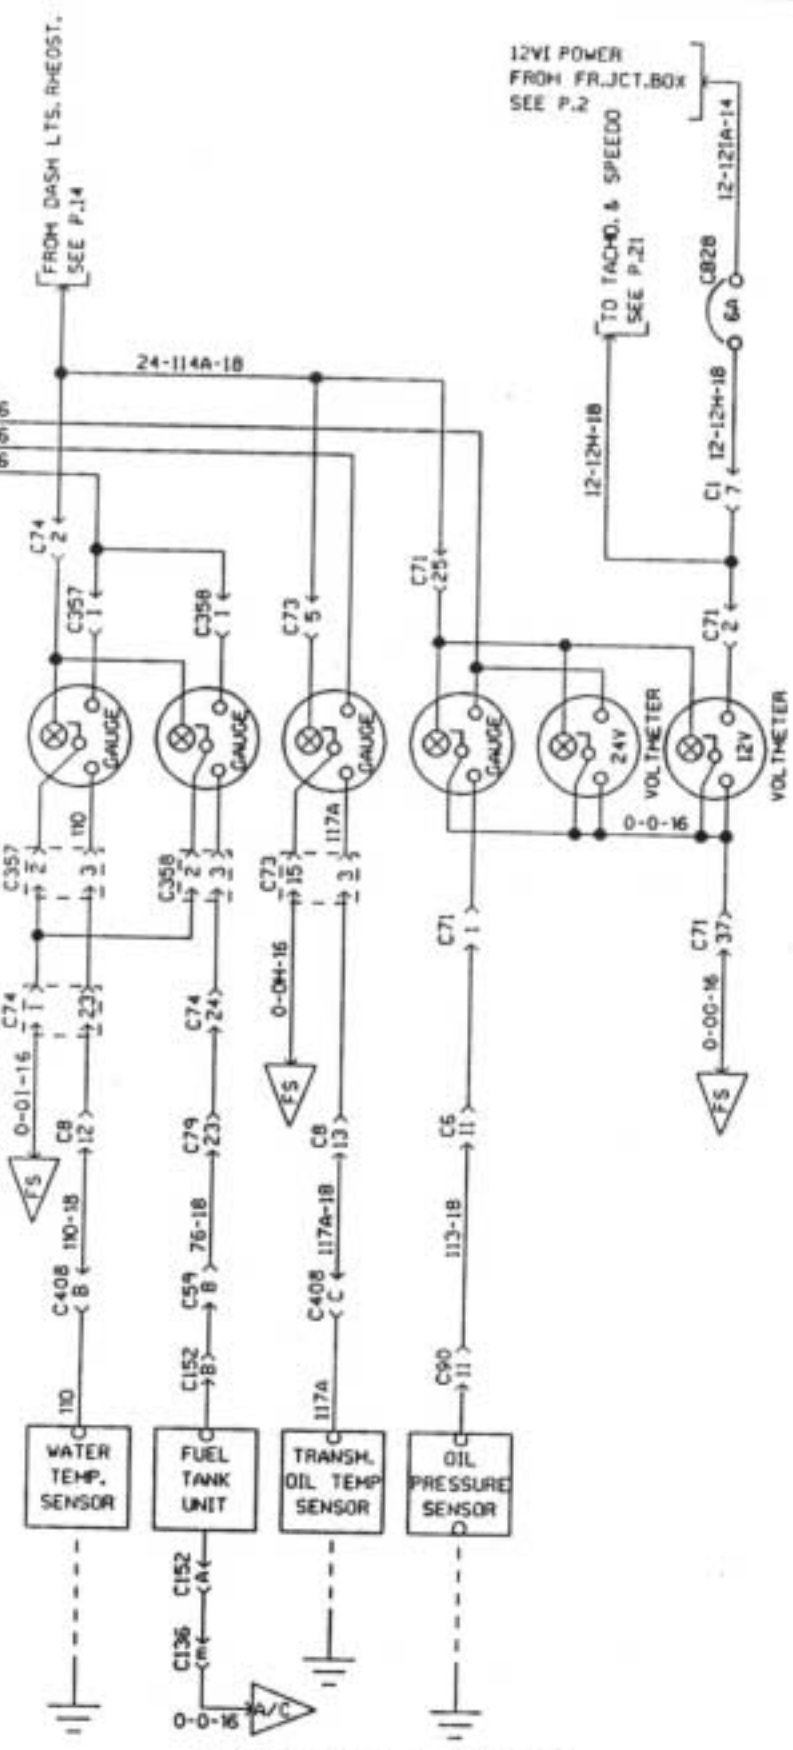 12VI POWER
FROM FR.JCT.BOX
SEE P.2
FROM DASH LTS. RHEOST.
SEE P.14
TO TACHO. & SPEEDO
SEE P.21
12-121A-14
CB28
6A
24-114A-18
12-12H-18
12-12H-18
C1
7
C74
2
C357
1
C358
1
C73
5
C71
25
C71
2
GAUGE
GAUGE
GAUGE
GAUGE
24V
VOLTMETER
12V
VOLTMETER
110
117A
0-0-16
C357
2
3
C358
2
3
C73
15
3
C71
1
C71
37
C74
1
23
C74
24
0-0H-16
0-0G-16
0-0I-16
FS
FS
FS
C8
12
C79
23
C8
13
C6
11
110-18
76-18
117A-18
113-18
C408
B
C59
B
C408
C
C152
B
C90
11
110
117A
WATER
TEMP.
SENSOR
FUEL
TANK
UNIT
TRANSM.
OIL TEMP
SENSOR
OIL
PRESSURE
SENSOR
C152
A
C136
m
0-0-16
A/C